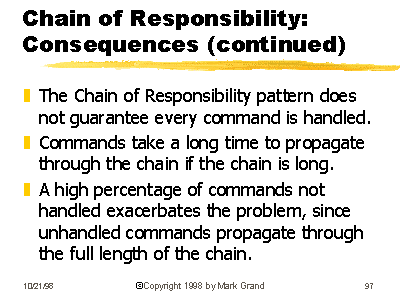 Chain of Responsibility:
Consequences (continued)
The Chain of Responsibility pattern does
not guarantee every command is handled.
Commands take a long time to propagate
through the chain if the chain is long.
A high percentage of commands not
handled exacerbates the problem, since
unhandled commands propagate through
the full length of the chain.
10/21/98 ©Copyright 1998 by Mark Grand 97